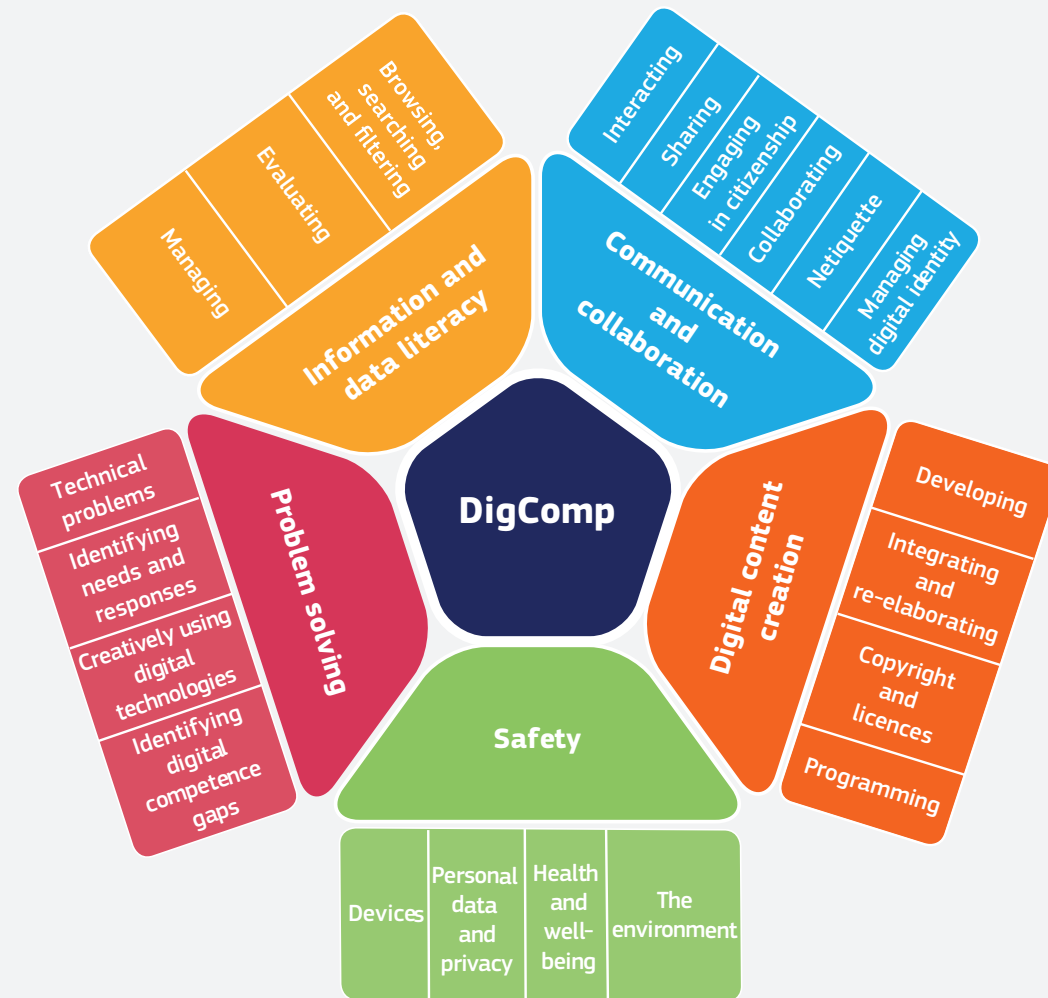 Browsing,
searching
and filtering
Evaluating
Managing
Information and
data literacy
Interacting
Sharing
Engaging
in citizenship
Collaborating
Netiquette
Managing
digital identity
Communication
and
collaboration
DigComp
Technical
problems
Identifying
needs and
responses
Creatively using
digital
technologies
Identifying
digital
competence
gaps
Problem solving
Digital content
creation
Developing
Integrating
and
re-elaborating
Copyright
and
licences
Programming
Safety
Devices
Personal
data
and
privacy
Health
and
well-
being
The
environment